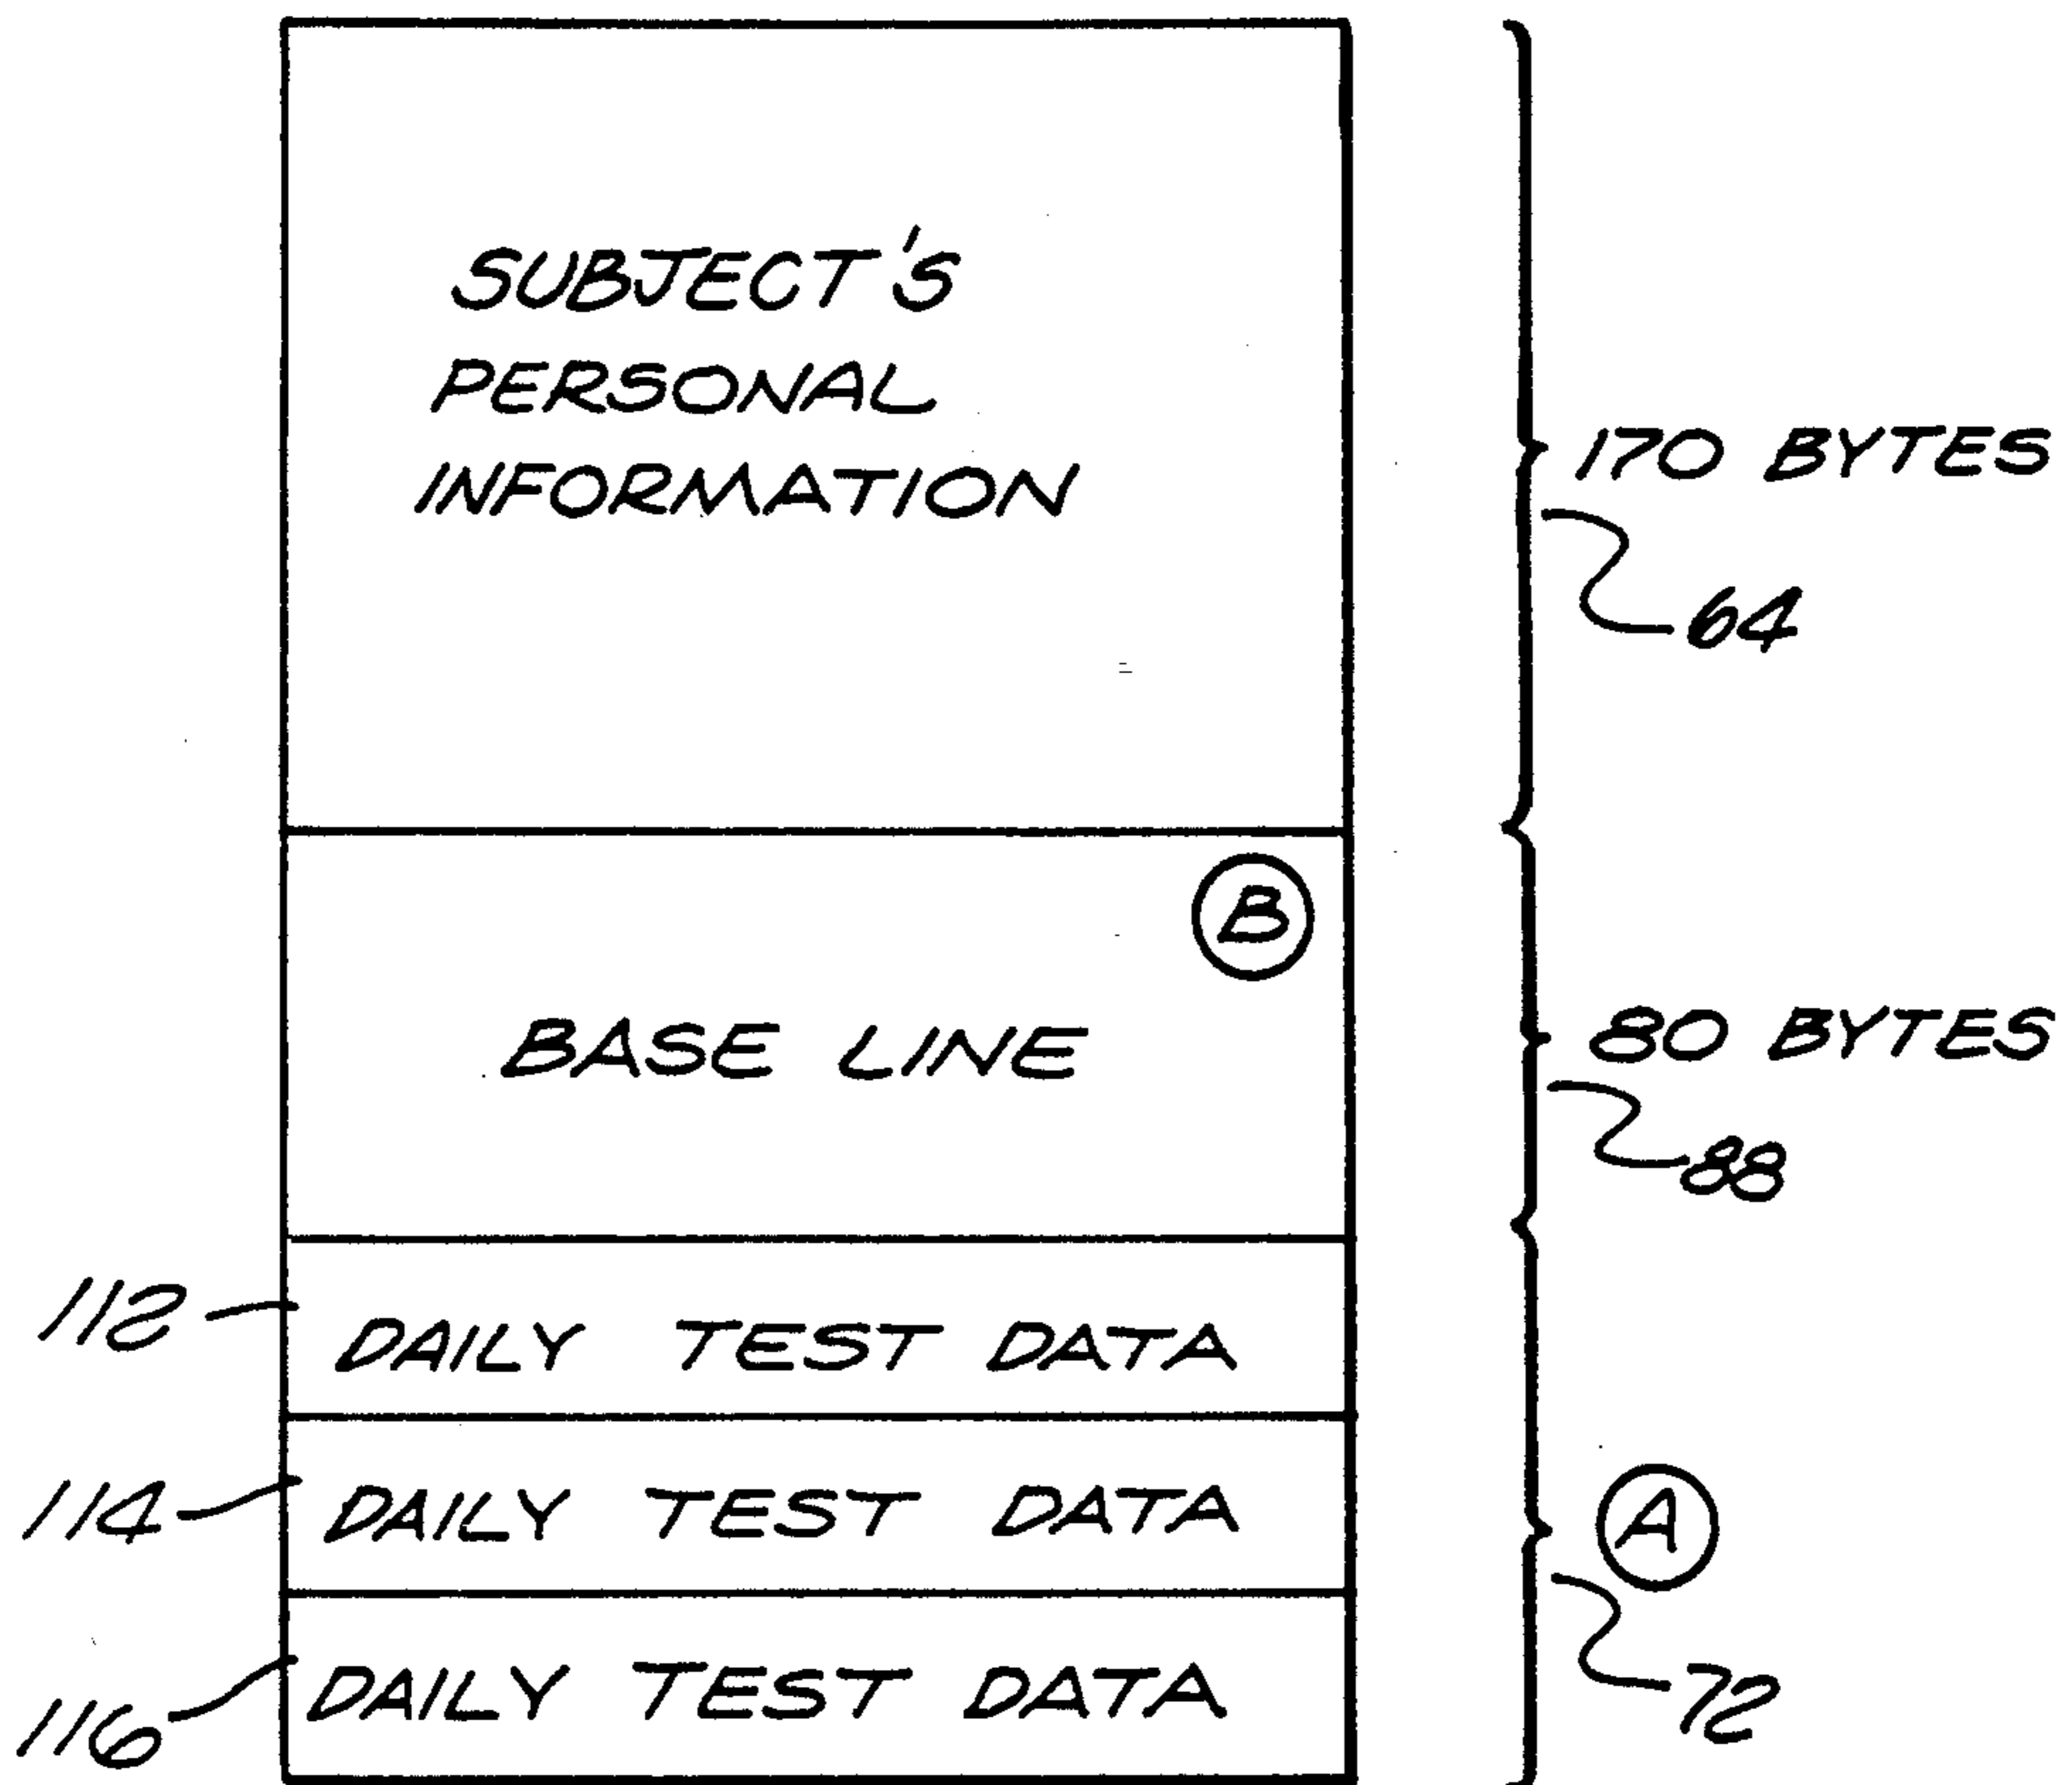 SUBJECT'S
PERSONAL
INFORMATION
170 BYTES
64
B
BASE LINE
80 BYTES
88
112
DAILY TEST DATA
114
DAILY TEST DATA
A
116
DAILY TEST DATA
72